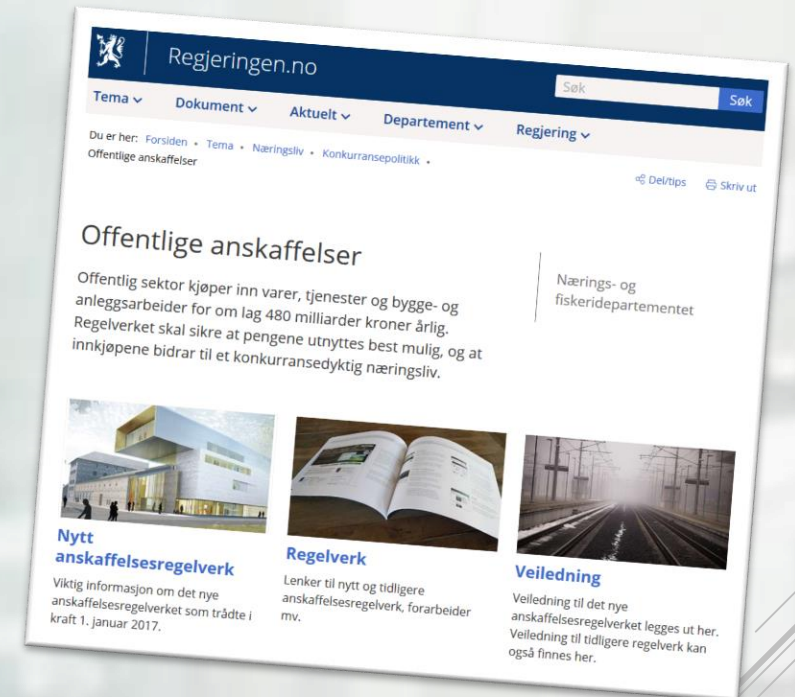 Regjeringen.no
Søk
Søk
Tema
Dokument
Aktuelt
Departement
Regjering
Du er her: Forsiden • Tema • Næringsliv • Konkurransepolitikk •
Offentlige anskaffelser
Del/tips
Skriv ut
Offentlige anskaffelser
Offentlig sektor kjøper inn varer, tjenester og bygge- og
anleggsarbeider for om lag 480 milliarder kroner årlig.
Regelverket skal sikre at pengene utnyttes best mulig, og at
innkjøpene bidrar til et konkurransedyktig næringsliv.
Nærings- og
fiskeridepartementet
Nytt
anskaffelsesregelverk
Viktig informasjon om det nye
anskaffelsesregelverket som trådte i
kraft 1. januar 2017.
Regelverk
Lenker til nytt og tidligere
anskaffelsesregelverk, forarbeider
mv.
Veiledning
Veiledning til det nye
anskaffelsesregelverket legges ut her.
Veiledning til tidligere regelverk kan
også finnes her.